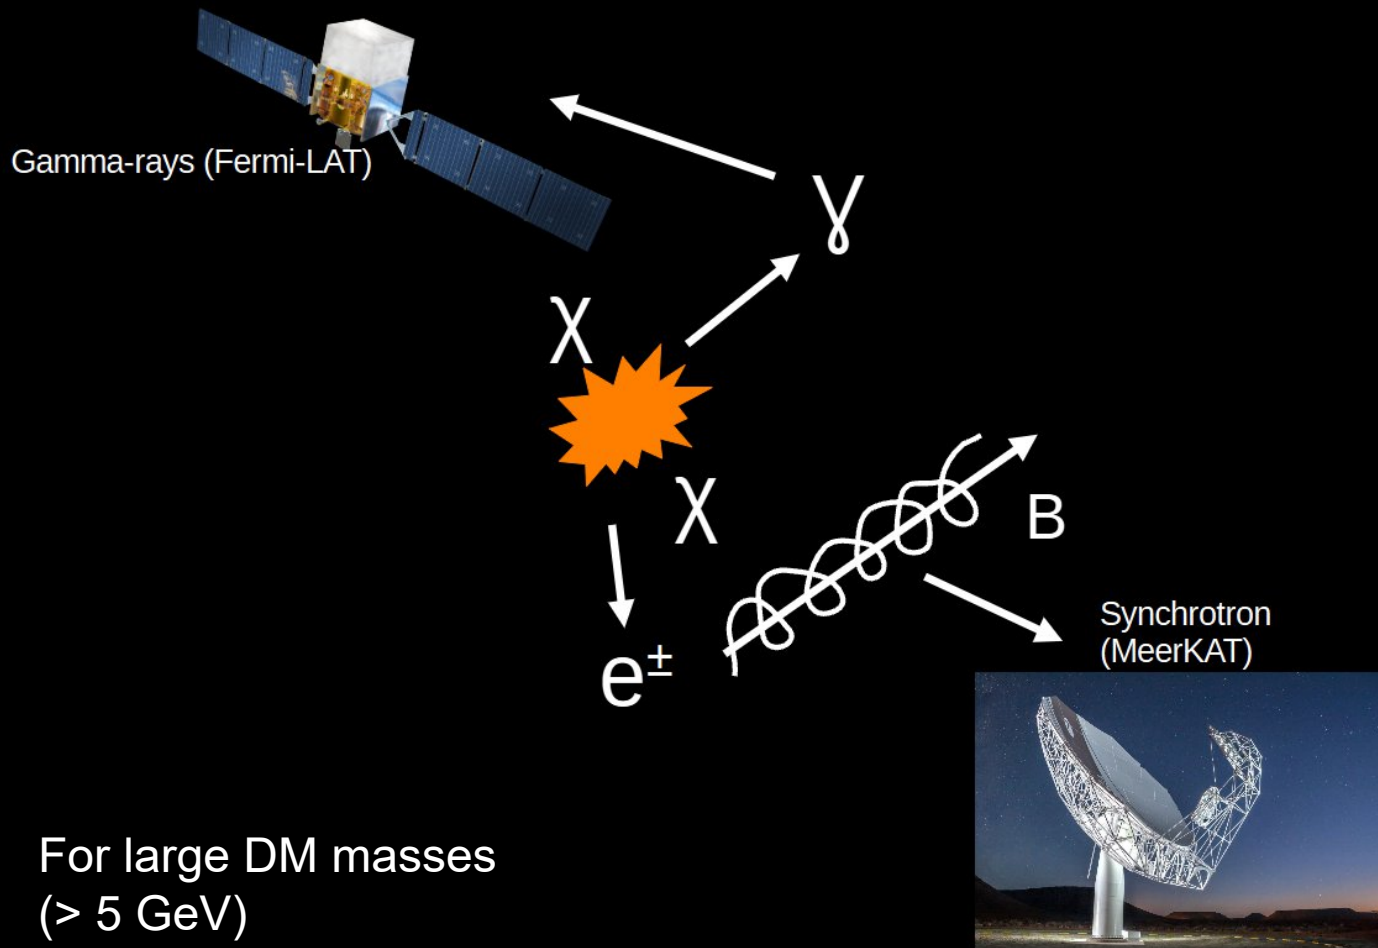 Gamma-rays (Fermi-LAT)
γ
χ
χ
B
e±
Synchrotron
(MeerKAT)
For large DM masses
(> 5 GeV)